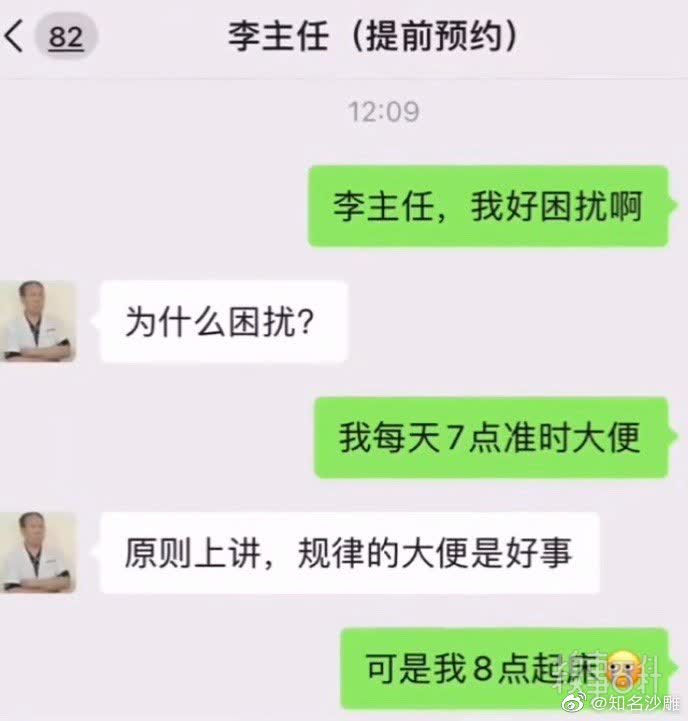 82
李主任（提前预约）
12:09
李主任，我好困扰啊
为什么困扰？
我每天7点准时大便
原则上讲，规律的大便是好事
可是我8点起床
@知名沙雕